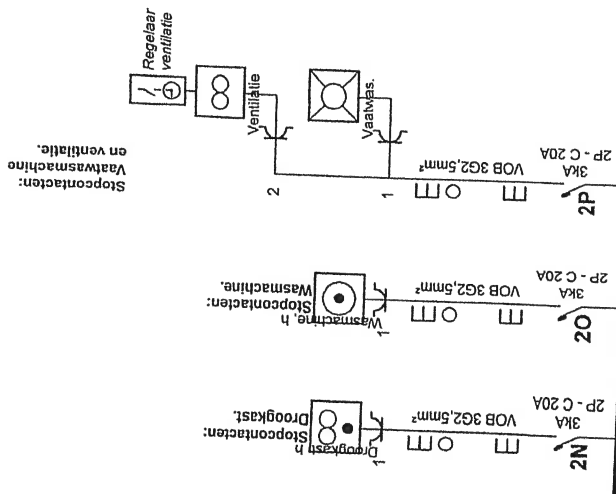 Regelaar
ventilatie
Ventilatie
Vaatwas.
Stopcontacten:
Vaatwasmachine
en ventilatie.
2
1
VOB 3G2,5mm²
2P
3kA
2P - C 20A
Stopcontacten:
Wasmachine.
Wasmachine, h
1
VOB 3G2,5mm²
2O
3kA
2P - C 20A
Stopcontacten:
Droogkast.
Droogkast h
1
VOB 3G2,5mm²
2N
3kA
2P - C 20A